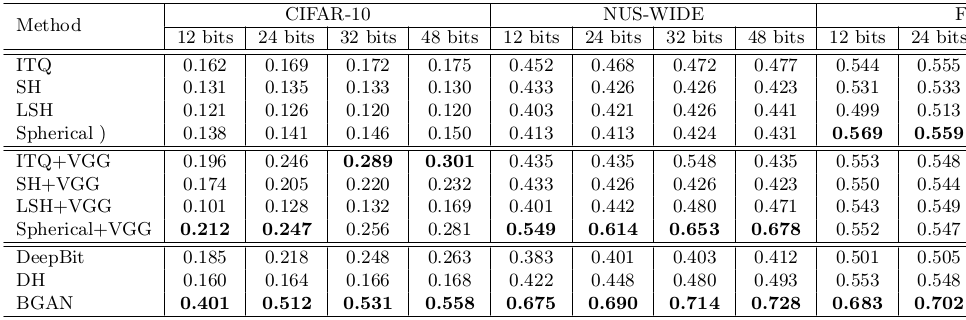 Method CIFAR-10 NUS-WIDE F
12 bits 24 bits 32 bits 48 bits 12 bits 24 bits 32 bits 48 bits 12 bits 24 bits
ITQ 0.162 0.169 0.172 0.175 0.452 0.468 0.472 0.477 0.544 0.555
SH 0.131 0.135 0.133 0.130 0.433 0.426 0.426 0.423 0.531 0.533
LSH 0.121 0.126 0.120 0.120 0.403 0.421 0.426 0.441 0.499 0.513
Spherical ) 0.138 0.141 0.146 0.150 0.413 0.413 0.424 0.431 0.569 0.559
ITQ+VGG 0.196 0.246 0.289 0.301 0.435 0.435 0.548 0.435 0.553 0.548
SH+VGG 0.174 0.205 0.220 0.232 0.433 0.426 0.426 0.423 0.550 0.544
LSH+VGG 0.101 0.128 0.132 0.169 0.401 0.442 0.480 0.471 0.543 0.549
Spherical+VGG 0.212 0.247 0.256 0.281 0.549 0.614 0.653 0.678 0.552 0.547
DeepBit 0.185 0.218 0.248 0.263 0.383 0.401 0.403 0.412 0.501 0.505
DH 0.160 0.164 0.166 0.168 0.422 0.448 0.480 0.493 0.553 0.548
BGAN 0.401 0.512 0.531 0.558 0.675 0.690 0.714 0.728 0.683 0.702